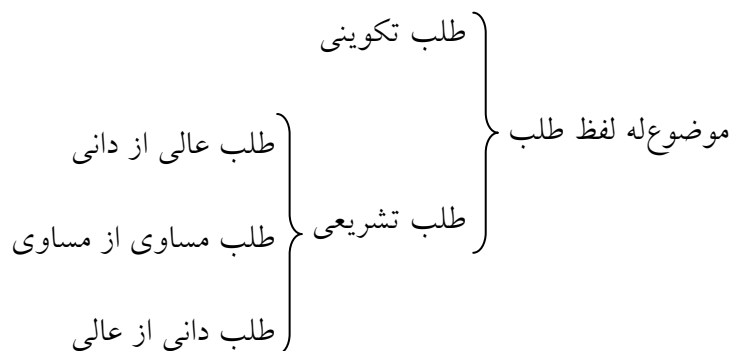 موضوع‌له لفظ طلب
طلب تکوینی
طلب تشریعی
طلب عالی از دانی
طلب مساوی از مساوی
طلب دانی از عالی